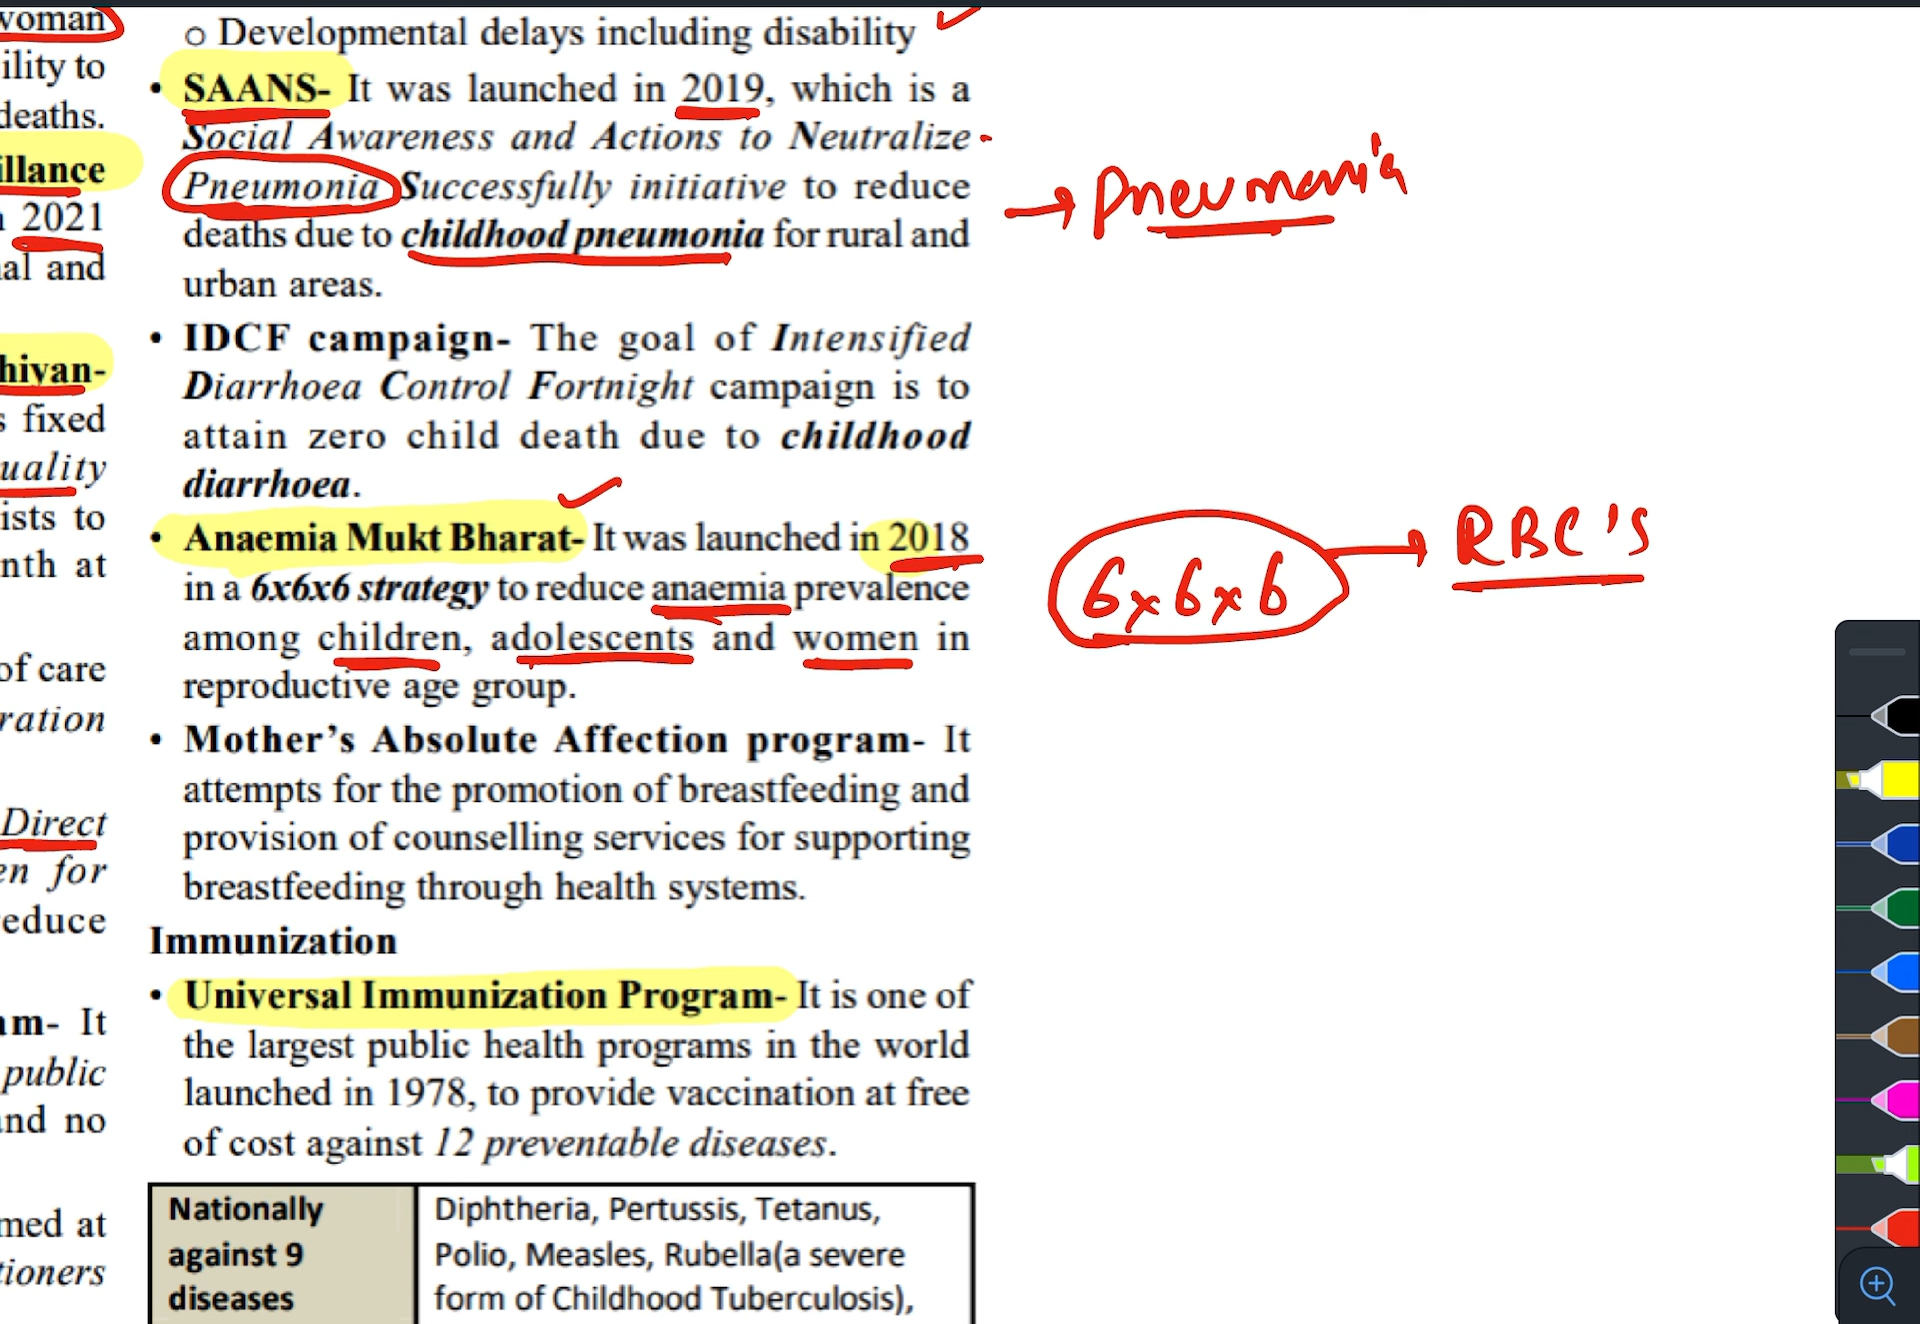 woman
ility to
deaths.
illance
2021
al and
hiyan-
s fixed
uality
ists to
nth at
of care
ration
Direct
en for
educe
am- It
public
and no
med at
tioners
o Developmental delays including disability
• SAANS- It was launched in 2019, which is a
Social Awareness and Actions to Neutralize
Pneumonia Successfully initiative to reduce
deaths due to childhood pneumonia for rural and
urban areas.
• IDCF campaign- The goal of Intensified
Diarrhoea Control Fortnight campaign is to
attain zero child death due to childhood
diarrhoea.
• Anaemia Mukt Bharat- It was launched in 2018
in a 6x6x6 strategy to reduce anaemia prevalence
among children, adolescents and women in
reproductive age group.
• Mother's Absolute Affection program- It
attempts for the promotion of breastfeeding and
provision of counselling services for supporting
breastfeeding through health systems.
Immunization
• Universal Immunization Program- It is one of
the largest public health programs in the world
launched in 1978, to provide vaccination at free
of cost against 12 preventable diseases.
Nationally
against 9
diseases
Diphtheria, Pertussis, Tetanus,
Polio, Measles, Rubella(a severe
form of Childhood Tuberculosis),
→ Pneumonia
6x6x6 → RBC's